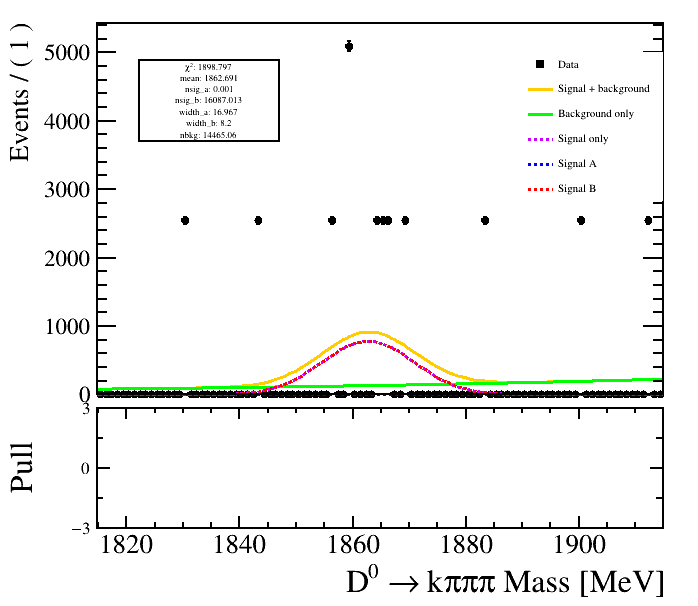 Events / ( 1 )
5000
4000
3000
2000
1000
0
χ²: 1898.797
mean: 1862.691
nsig_a: 0.001
nsig_b: 16087.013
width_a: 16.967
width_b: 8.2
nbkg: 14465.06
Data
Signal + background
Background only
Signal only
Signal A
Signal B
Pull
3
0
−3
1820 1840 1860 1880 1900
D⁰ → kπππ Mass [MeV]